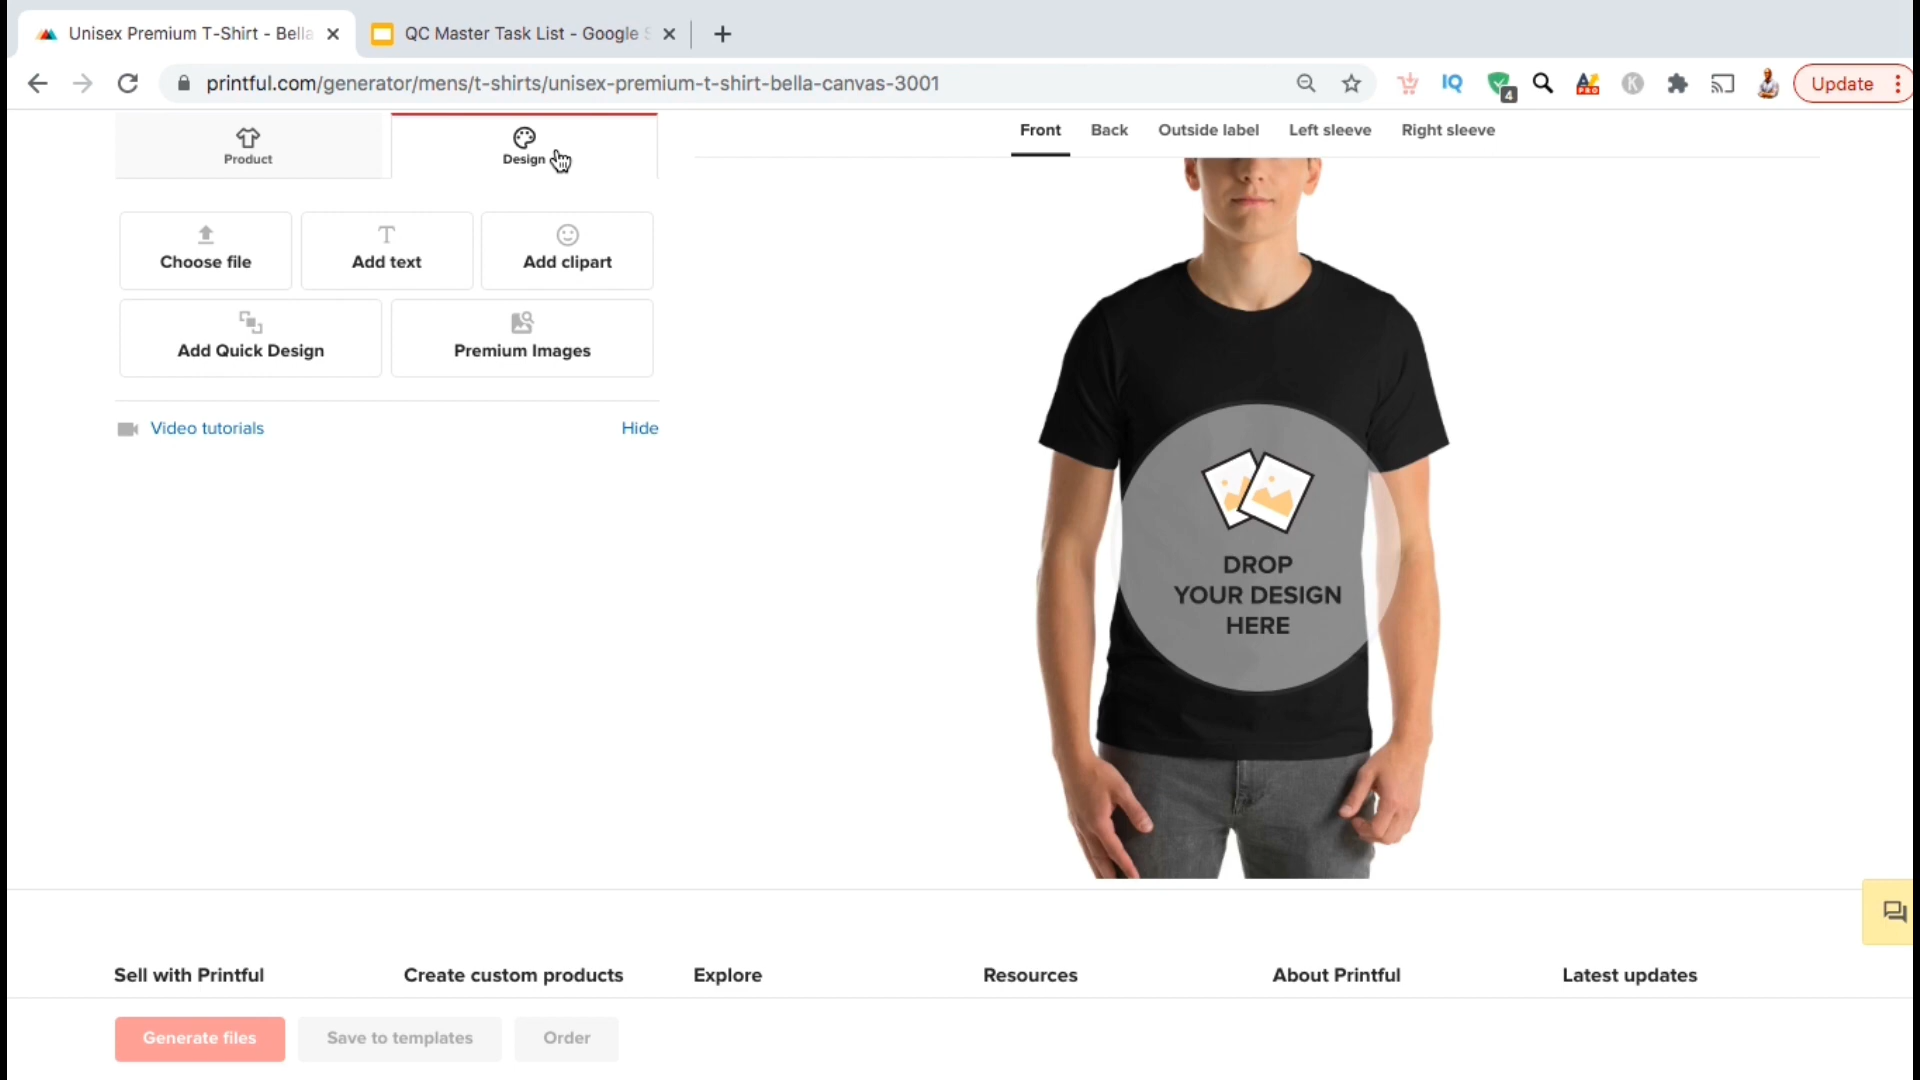 Unisex Premium T-Shirt - Bella
QC Master Task List - Google S
printful.com/generator/mens/t-shirts/unisex-premium-t-shirt-bella-canvas-3001
IQ
4
PRO
K
Update
Product
Design
Front
Back
Outside label
Left sleeve
Right sleeve
Choose file
Add text
Add clipart
Add Quick Design
Premium Images
Video tutorials
Hide
DROP
YOUR DESIGN
HERE
Sell with Printful
Create custom products
Explore
Resources
About Printful
Latest updates
Generate files
Save to templates
Order